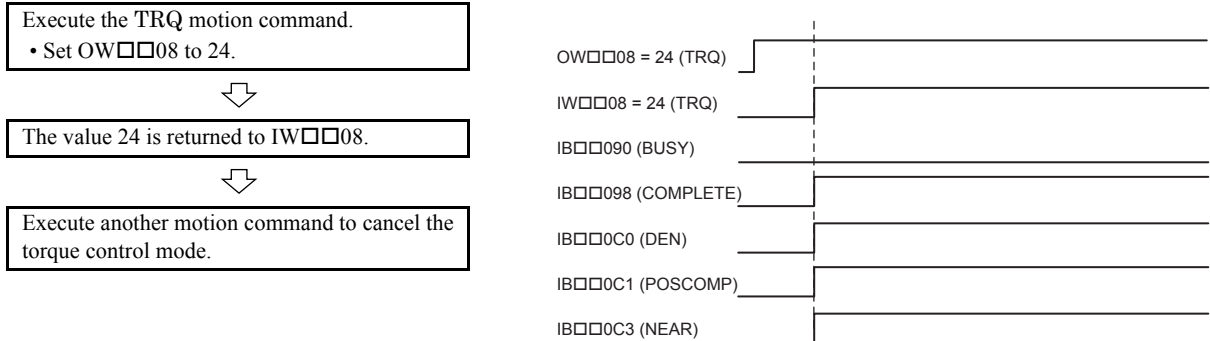 Execute the TRQ motion command.
• Set OW□□08 to 24.
The value 24 is returned to IW□□08.
Execute another motion command to cancel the
torque control mode.
OW□□08 = 24 (TRQ)
IW□□08 = 24 (TRQ)
IB□□090 (BUSY)
IB□□098 (COMPLETE)
IB□□0C0 (DEN)
IB□□0C1 (POSCOMP)
IB□□0C3 (NEAR)